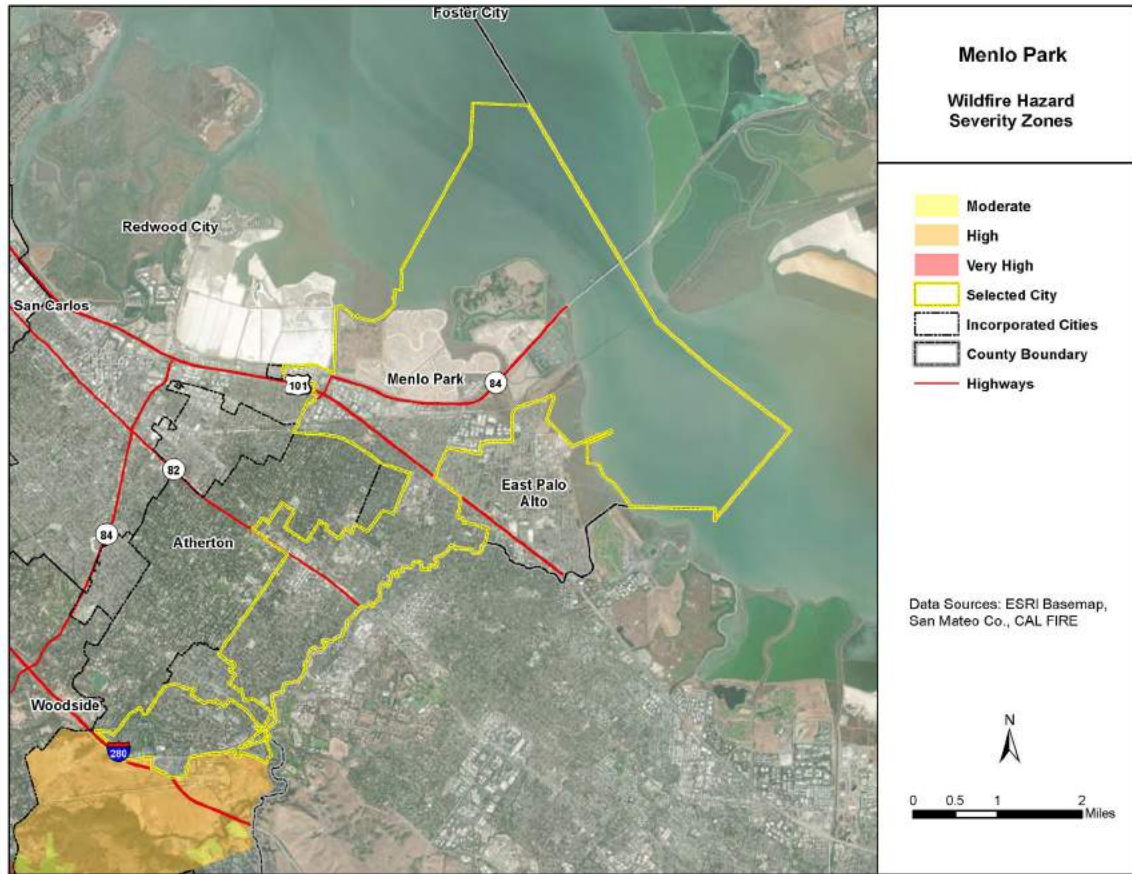 Foster City
Menlo Park
Wildfire Hazard
Severity Zones
Redwood City
San Carlos
101
Menlo Park
84
82
East Palo
Alto
84
Atherton
Woodside
280
Moderate
High
Very High
Selected City
Incorporated Cities
County Boundary
Highways
Data Sources: ESRI Basemap,
San Mateo Co., CAL FIRE
N
0 0.5 1 2
Miles